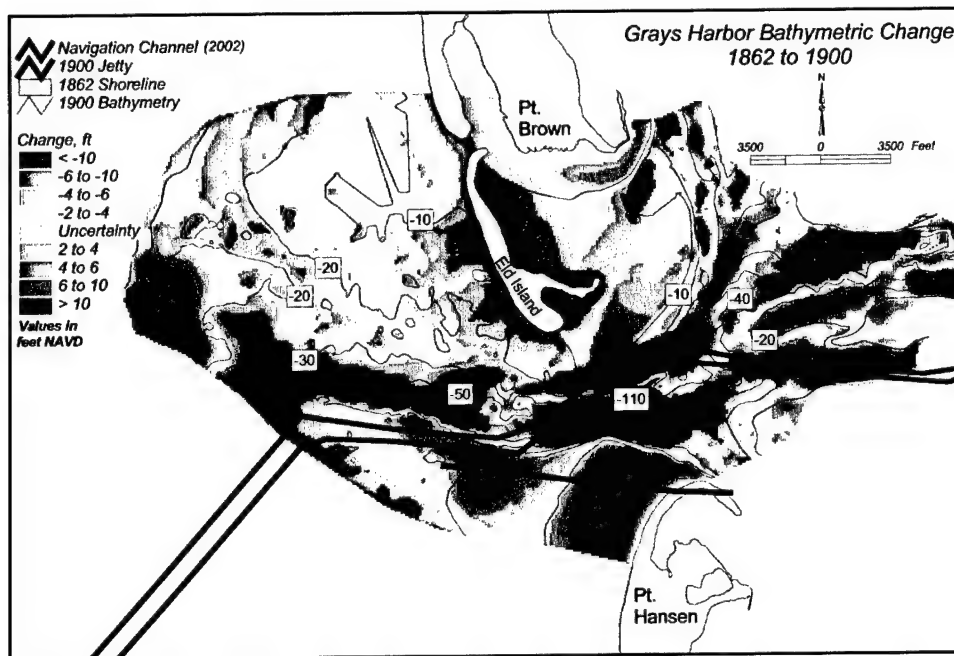 Grays Harbor Bathymetric Change
1862 to 1900
Navigation Channel (2002)
1900 Jetty
1862 Shoreline
1900 Bathymetry
Change, ft
< -10
-6 to -10
-4 to -6
-2 to -4
Uncertainty
2 to 4
4 to 6
6 to 10
> 10
Values in
feet NAVD
N
3500 0 3500 Feet
Pt.
Brown
Eld Island
-10
-20
-20
-30
-50
-110
-10
-40
-20
Pt.
Hansen